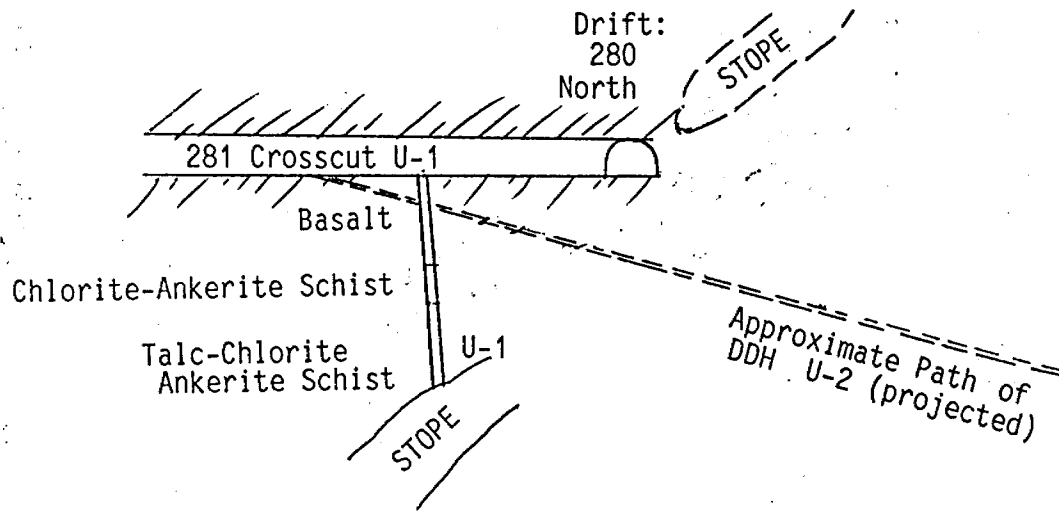 Drift:
280
North
STOPE
281 Crosscut U-1
Basalt
Chlorite-Ankerite Schist
Talc-Chlorite
Ankerite Schist
U-1
STOPE
Approximate Path of
DDH U-2 (projected)